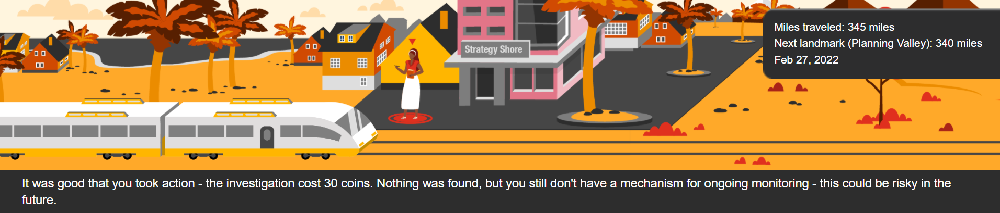 Miles traveled: 345 miles
Next landmark (Planning Valley): 340 miles
Feb 27, 2022
Strategy Shore
It was good that you took action - the investigation cost 30 coins. Nothing was found, but you still don't have a mechanism for ongoing monitoring - this could be risky in the
future.